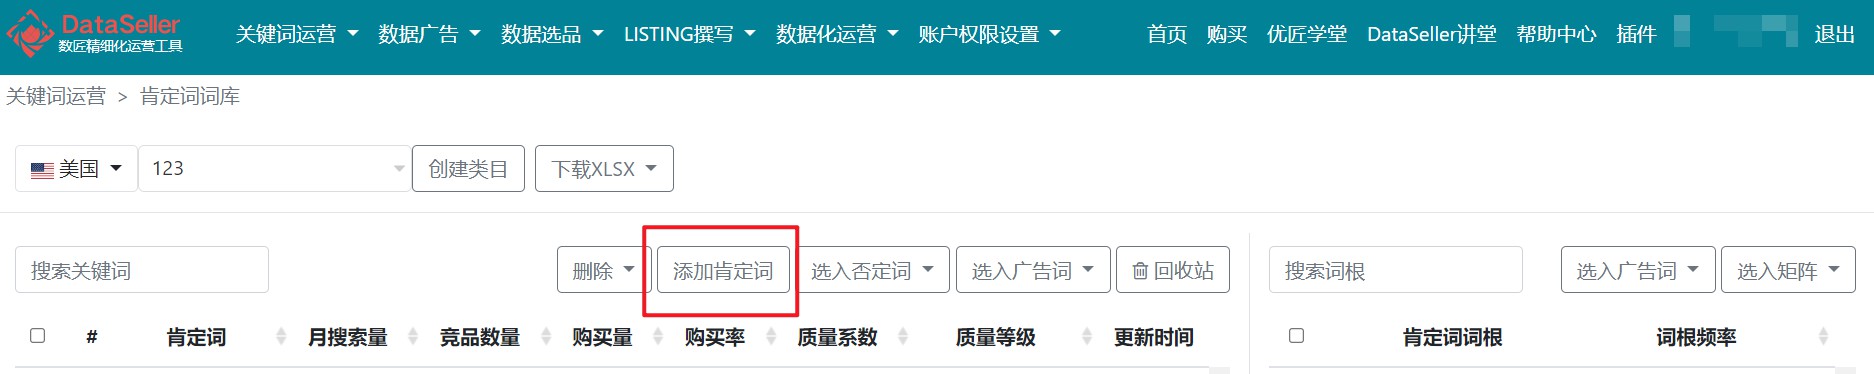 DataSeller
数匠精细化运营工具
关键词运营 数据广告 数据选品 LISTING撰写 数据化运营 账户权限设置 首页 购买 优匠学堂 DataSeller讲堂 帮助中心 插件 退出
关键词运营 > 肯定词词库
美国 123 创建类目 下载XLSX
搜索关键词 删除 添加肯定词 选入否定词 选入广告词 回收站 搜索词根 选入广告词 选入矩阵
# 肯定词 月搜索量 竞品数量 购买量 购买率 质量系数 质量等级 更新时间 肯定词词根 词根频率